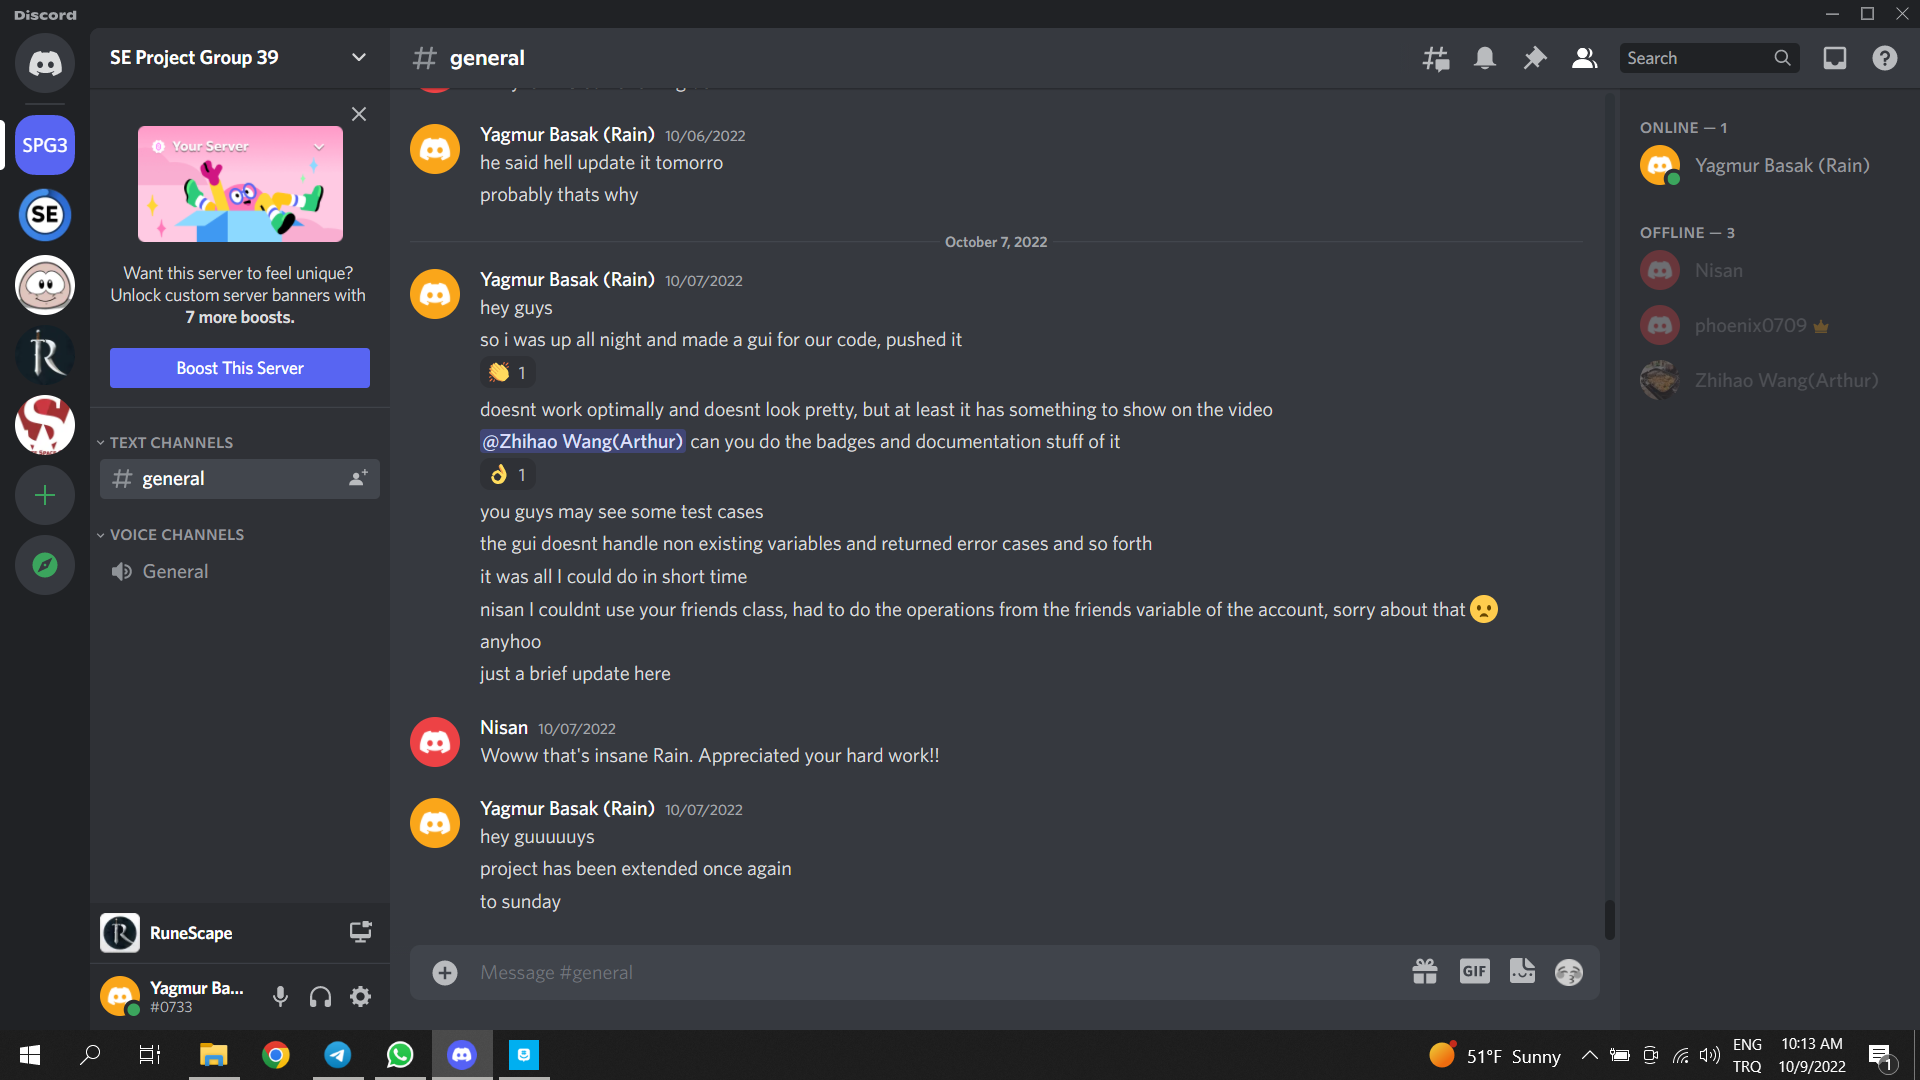 Discord
SE Project Group 39
general
Search
SPG3
SE
Your Server
Want this server to feel unique?
Unlock custom server banners with
7 more boosts.
Boost This Server
TEXT CHANNELS
general
VOICE CHANNELS
General
RuneScape
Yagmur Ba...
#0733
Yagmur Basak (Rain) 10/06/2022
he said hell update it tomorro
probably thats why
October 7, 2022
Yagmur Basak (Rain) 10/07/2022
hey guys
so i was up all night and made a gui for our code, pushed it
1
doesnt work optimally and doesnt look pretty, but at least it has something to show on the video
@Zhihao Wang(Arthur) can you do the badges and documentation stuff of it
1
you guys may see some test cases
the gui doesnt handle non existing variables and returned error cases and so forth
it was all I could do in short time
nisan I couldnt use your friends class, had to do the operations from the friends variable of the account, sorry about that
anyhoo
just a brief update here
Nisan 10/07/2022
Woww that's insane Rain. Appreciated your hard work!!
Yagmur Basak (Rain) 10/07/2022
hey guuuuuys
project has been extended once again
to sunday
Message #general
GIF
ONLINE — 1
Yagmur Basak (Rain)
OFFLINE — 3
Nisan
phoenix0709
Zhihao Wang(Arthur)
51°F Sunny
ENG
TRQ
10:13 AM
10/9/2022
1